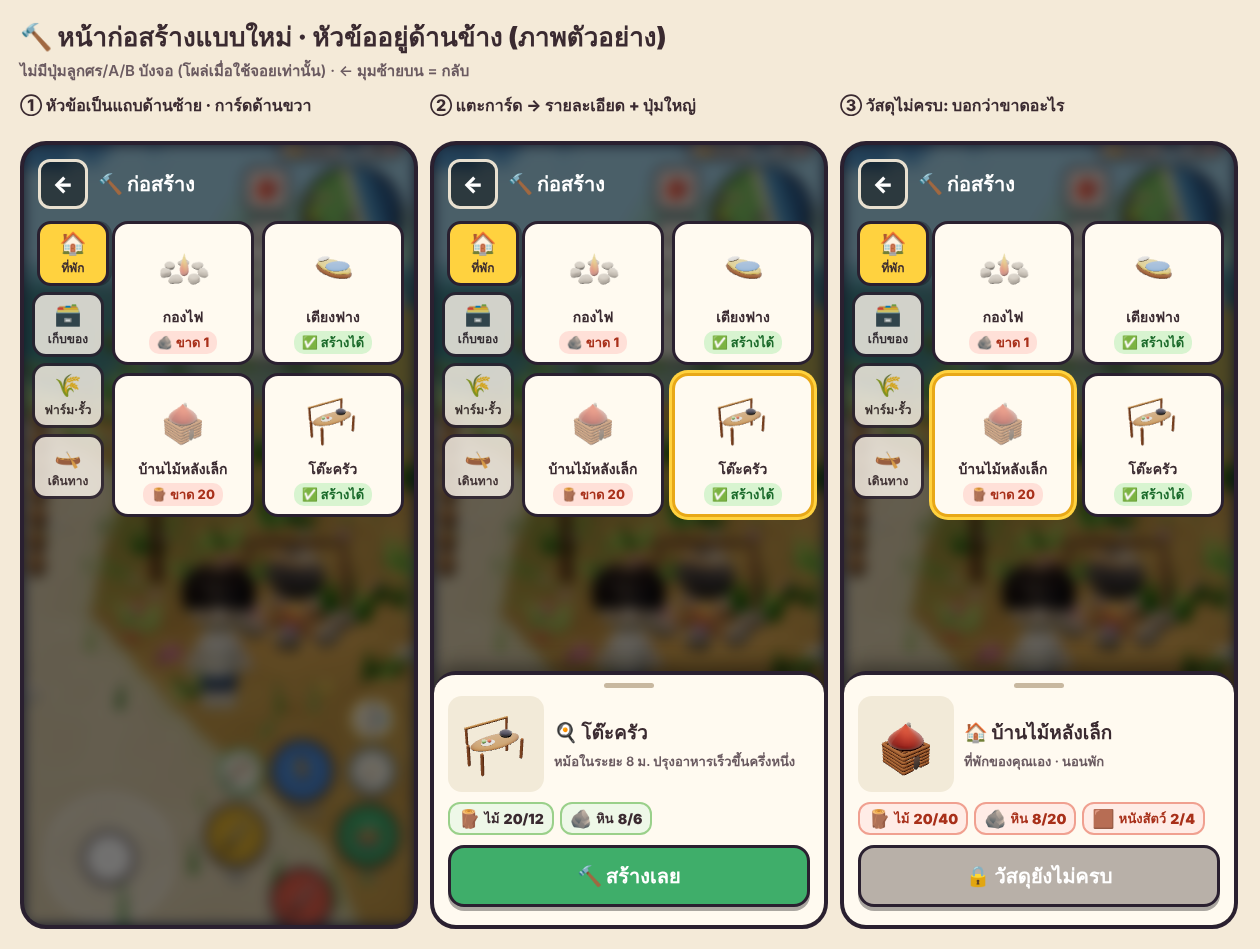 🔨 หน้าก่อสร้างแบบใหม่ · หัวข้ออยู่ด้านข้าง (ภาพตัวอย่าง)
ไม่มีปุ่มลูกศร/A/B บังจอ (โผล่เมื่อใช้จอยเท่านั้น) · ← มุมซ้ายบน = กลับ
① หัวข้อเป็นแถบด้านซ้าย · การ์ดด้านขวา
← 🔨 ก่อสร้าง
ที่พัก
เก็บของ
ฟาร์ม·รั้ว
เดินทาง
กองไฟ
ขาด 1
เตียงฟาง
✅ สร้างได้
บ้านไม้หลังเล็ก
ขาด 20
โต๊ะครัว
✅ สร้างได้
② แตะการ์ด → รายละเอียด + ปุ่มใหญ่
← 🔨 ก่อสร้าง
ที่พัก
เก็บของ
ฟาร์ม·รั้ว
เดินทาง
กองไฟ
ขาด 1
เตียงฟาง
✅ สร้างได้
บ้านไม้หลังเล็ก
ขาด 20
โต๊ะครัว
✅ สร้างได้
🍳 โต๊ะครัว
หม้อในระยะ 8 ม. ปรุงอาหารเร็วขึ้นครึ่งหนึ่ง
ไม้ 20/12
หิน 8/6
🔨 สร้างเลย
③ วัสดุไม่ครบ: บอกว่าขาดอะไร
← 🔨 ก่อสร้าง
ที่พัก
เก็บของ
ฟาร์ม·รั้ว
เดินทาง
กองไฟ
ขาด 1
เตียงฟาง
✅ สร้างได้
บ้านไม้หลังเล็ก
ขาด 20
โต๊ะครัว
✅ สร้างได้
🏠 บ้านไม้หลังเล็ก
ที่พักของคุณเอง · นอนพัก
ไม้ 20/40
หิน 8/20
หนังสัตว์ 2/4
🔒 วัสดุยังไม่ครบ